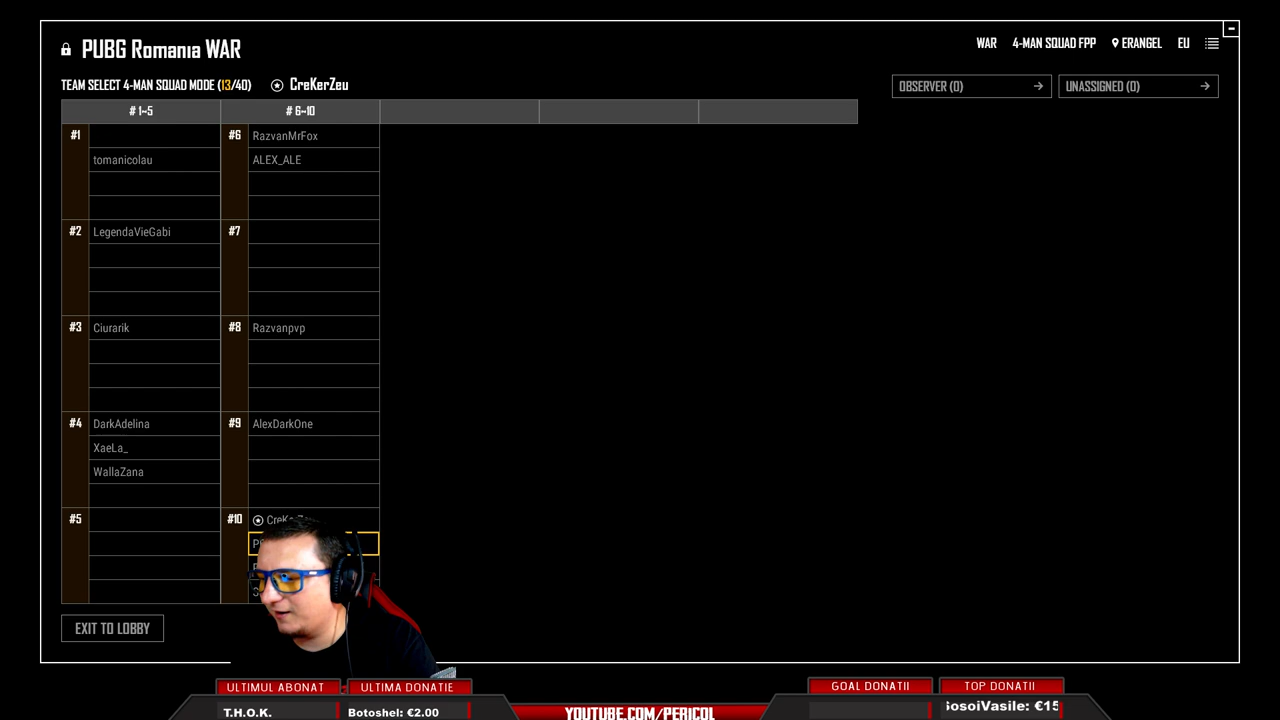 PUBG Romania WAR
WAR 4-MAN SQUAD FPP ERANGEL EU
TEAM SELECT 4-MAN SQUAD MODE (13/40) CreKerZeu
OBSERVER (0)
UNASSIGNED (0)
# 1~5 # 6~10
#1 #6 RazvanMrFox
tomanicolau ALEX_ALE
#2 LegendaVieGabi #7
#3 Ciurarik #8 Razvanpvp
#4 DarkAdelina #9 AlexDarkOne
XaeLa_
WallaZana
#5 #10
EXIT TO LOBBY
ULTIMUL ABONAT ULTIMA DONATIE GOAL DONATII TOP DONATII
T.H.O.K. Botoshel: €2.00 YOUTUBE.COM/PERICOL